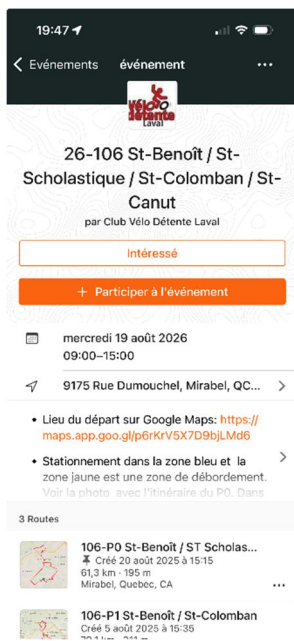 19:47
Evénements
événement
...
Vélo
détente
Laval
26-106 St-Benoît / St-
Scholastique / St-Colomban / St-
Canut
par Club Vélo Détente Laval
Intéressé
+ Participer à l'événement
mercredi 19 août 2026
09:00–15:00
9175 Rue Dumouchel, Mirabel, QC...
• Lieu du départ sur Google Maps: https://
maps.app.goo.gl/p6rKrV5X7D9bjLMd6
• Stationnement dans la zone bleu et la
zone jaune est une zone de débordement.
Voir la photo avec l'itinéraire du P0. Dans
3 Routes
106-P0 St-Benoît / ST Scholas...
Créé 20 août 2025 à 15:15
61,3 km · 195 m
Mirabel, Quebec, CA
...
106-P1 St-Benoît / St-Colomban
Créé 5 août 2025 à 15:35